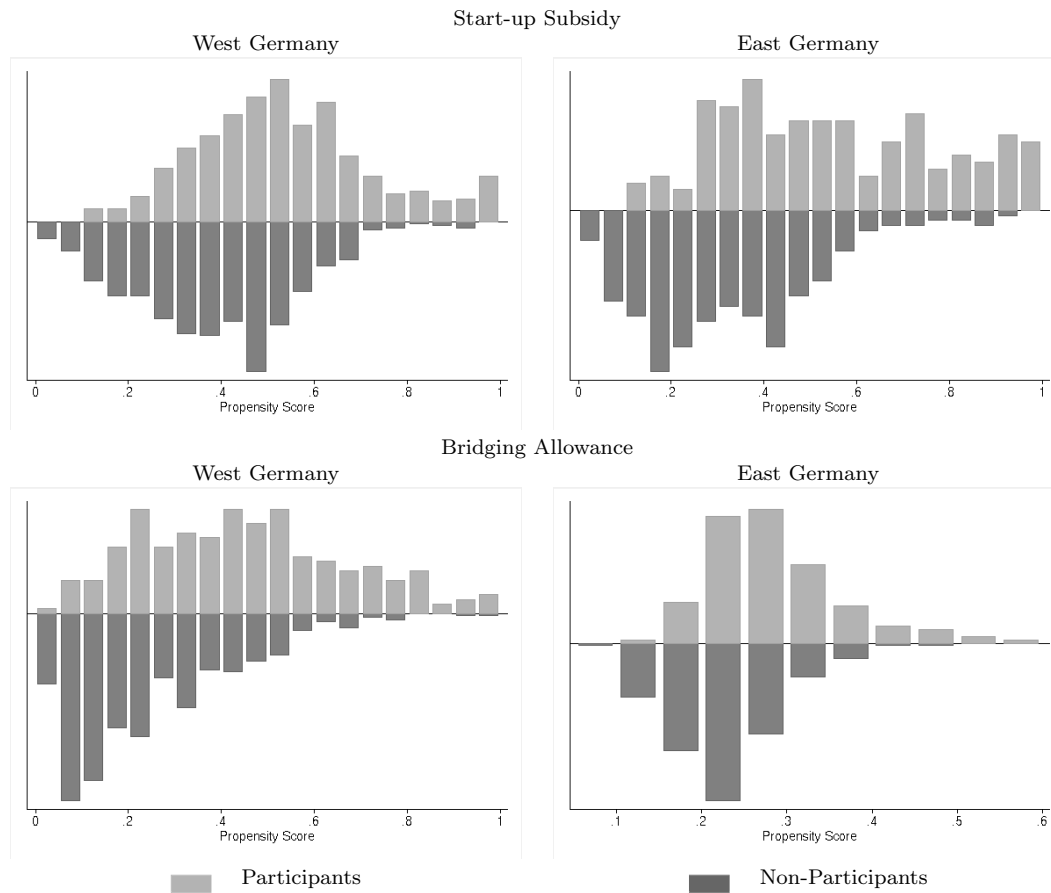 Start-up Subsidy
West Germany East Germany
0 .2 .4 .6 .8 1 0 .2 .4 .6 .8 1
Propensity Score Propensity Score
Bridging Allowance
West Germany East Germany
0 .2 .4 .6 .8 1 .1 .2 .3 .4 .5 .6
Propensity Score Propensity Score
Participants Non-Participants